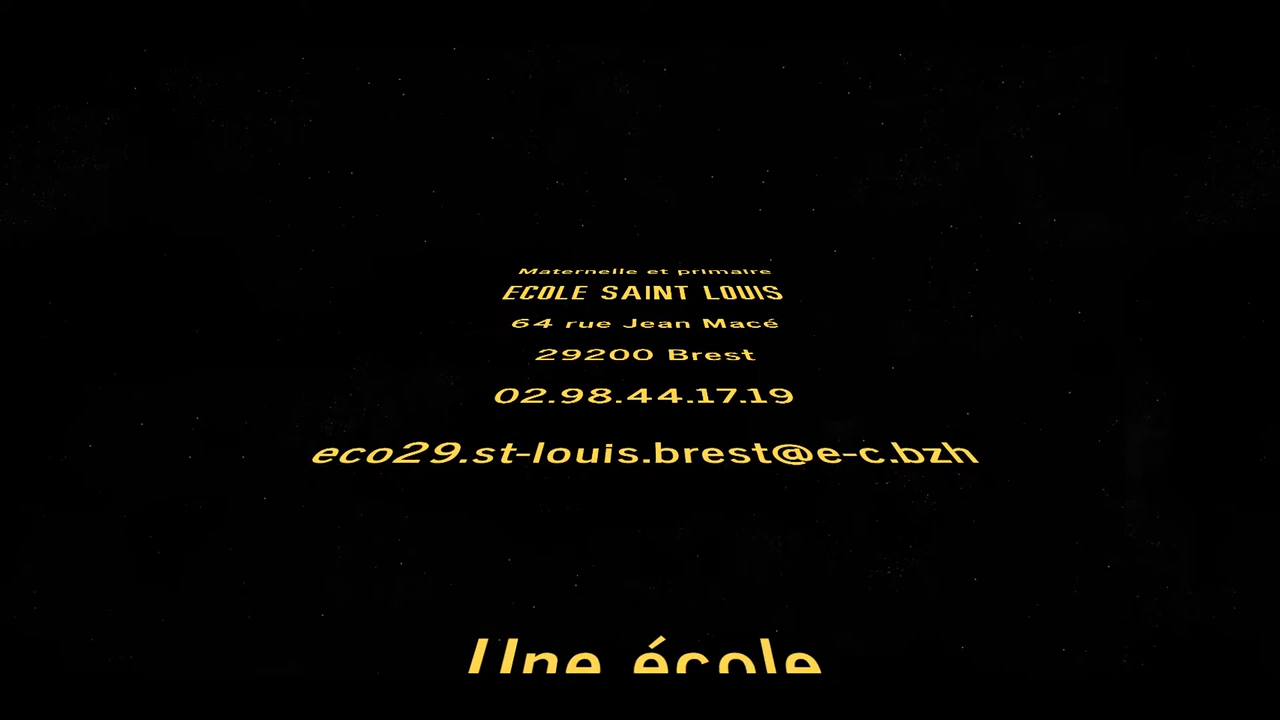 Maternelle et primaire
ECOLE SAINT LOUIS
64 rue Jean Macé
29200 Brest
02.98.44.17.19
eco29.st-louis.brest@e-c.bzh
Une école